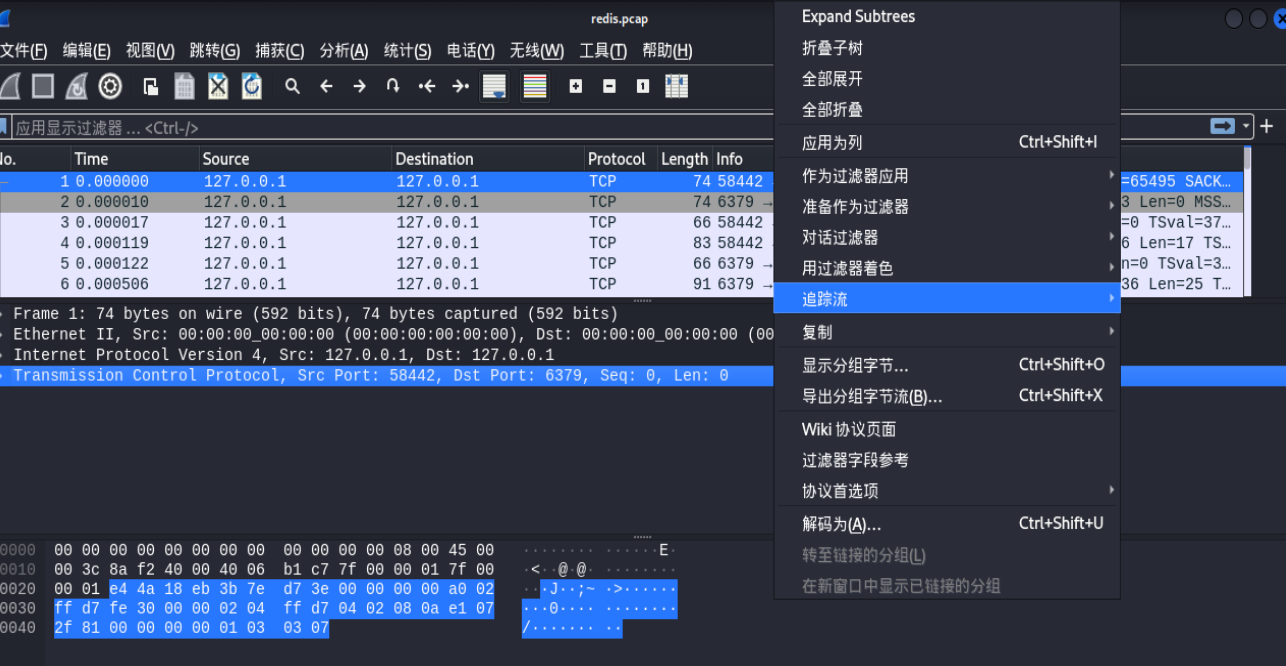 redis.pcap
文件(F) 编辑(E) 视图(V) 跳转(G) 捕获(C) 分析(A) 统计(S) 电话(Y) 无线(W) 工具(T) 帮助(H)
应用显示过滤器 … <Ctrl-/>
No. Time Source Destination Protocol Length Info
1 0.000000 127.0.0.1 127.0.0.1 TCP 74 58442 =65495 SACK…
2 0.000010 127.0.0.1 127.0.0.1 TCP 74 6379 → 3 Len=0 MSS…
3 0.000017 127.0.0.1 127.0.0.1 TCP 66 58442 =0 TSval=37…
4 0.000119 127.0.0.1 127.0.0.1 TCP 83 58442 6 Len=17 TS…
5 0.000122 127.0.0.1 127.0.0.1 TCP 66 6379 → n=0 TSval=3…
6 0.000506 127.0.0.1 127.0.0.1 TCP 91 6379 → 36 Len=25 T…
Frame 1: 74 bytes on wire (592 bits), 74 bytes captured (592 bits)
Ethernet II, Src: 00:00:00_00:00:00 (00:00:00:00:00:00), Dst: 00:00:00_00:00:00 (00
Internet Protocol Version 4, Src: 127.0.0.1, Dst: 127.0.0.1
Transmission Control Protocol, Src Port: 58442, Dst Port: 6379, Seq: 0, Len: 0
0000 00 00 00 00 00 00 00 00 00 00 00 00 08 00 45 00 ········ ······E·
0010 00 3c 8a f2 40 00 40 06 b1 c7 7f 00 00 01 7f 00 ·<··@·@· ········
0020 00 01 e4 4a 18 eb 3b 7e d7 3e 00 00 00 00 a0 02 ···J··;~ ·>······
0030 ff d7 fe 30 00 00 02 04 ff d7 04 02 08 0a e1 07 ···0···· ········
0040 2f 81 00 00 00 00 01 03 03 07 /······· ··
Expand Subtrees
折叠子树
全部展开
全部折叠
应用为列 Ctrl+Shift+I
作为过滤器应用
准备作为过滤器
对话过滤器
用过滤器着色
追踪流
复制
显示分组字节… Ctrl+Shift+O
导出分组字节流(B)… Ctrl+Shift+X
Wiki 协议页面
过滤器字段参考
协议首选项
解码为(A)… Ctrl+Shift+U
转至链接的分组(L)
在新窗口中显示已链接的分组